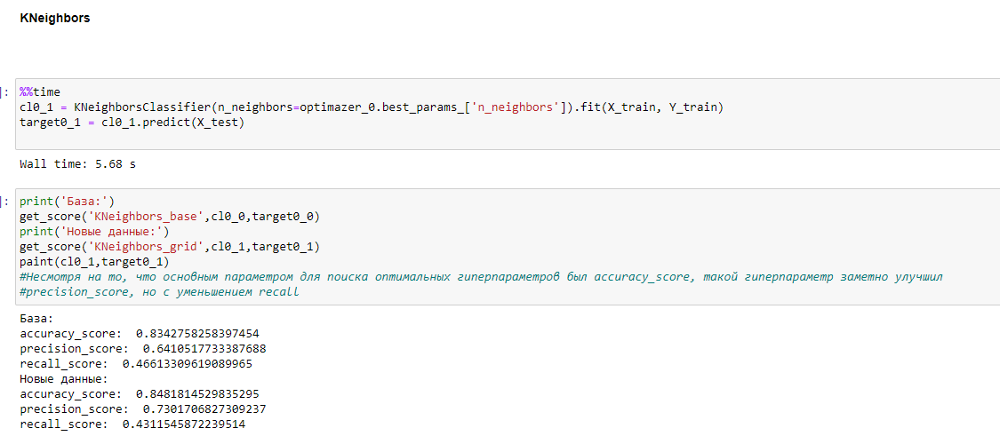 KNeighbors
]:
%%time
cl0_1 = KNeighborsClassifier(n_neighbors=optimazer_0.best_params_['n_neighbors']).fit(X_train, Y_train)
target0_1 = cl0_1.predict(X_test)
Wall time: 5.68 s
]:
print('База:')
get_score('KNeighbors_base',cl0_0,target0_0)
print('Новые данные:')
get_score('KNeighbors_grid',cl0_1,target0_1)
paint(cl0_1,target0_1)
#Несмотря на то, что основным параметром для поиска оптимальных гиперпараметров был accuracy_score, такой гиперпараметр заметно улучшил
#precision_score, но с уменьшением recall
База:
accuracy_score:  0.8342758258397454
precision_score:  0.6410517733387688
recall_score:  0.46613309619089965
Новые данные:
accuracy_score:  0.8481814529835295
precision_score:  0.7301706827309237
recall_score:  0.4311545872239514